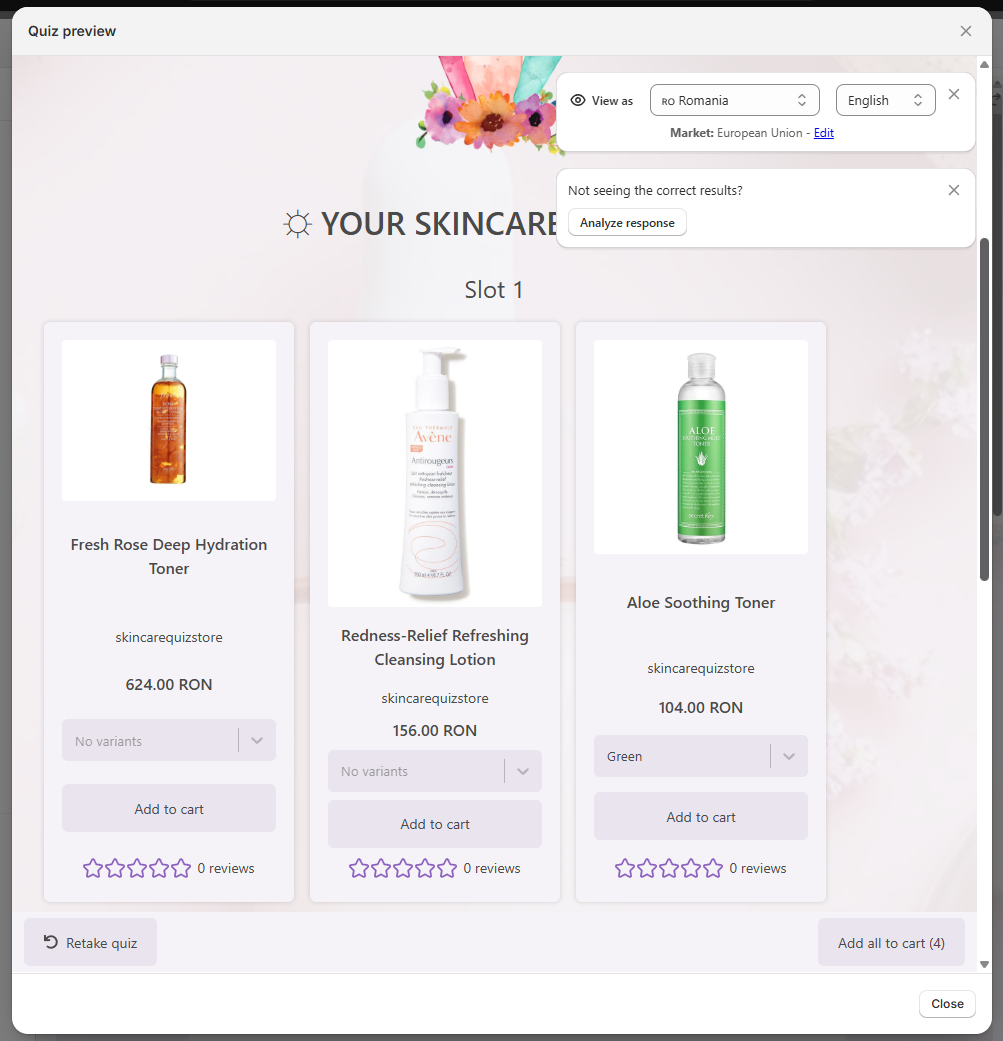 Quiz preview
View as
RO Romania
English
Market: European Union - Edit
Not seeing the correct results?
Analyze response
YOUR SKINCARE
Slot 1
Fresh Rose Deep Hydration
Toner
skincarequizstore
624.00 RON
No variants
Add to cart
0 reviews
Avène
Antirougeurs
Redness-Relief Refreshing
Cleansing Lotion
skincarequizstore
156.00 RON
No variants
Add to cart
0 reviews
ALOE
SOOTHING MOIST
TONER
secret Key
Aloe Soothing Toner
skincarequizstore
104.00 RON
Green
Add to cart
0 reviews
Retake quiz
Add all to cart (4)
Close